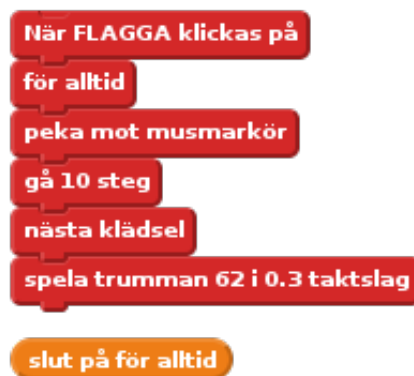 När FLAGGA klickas på
för alltid
peka mot musmarkör
gå 10 steg
nästa klädsel
spela trumman 62 i 0.3 taktslag
slut på för alltid